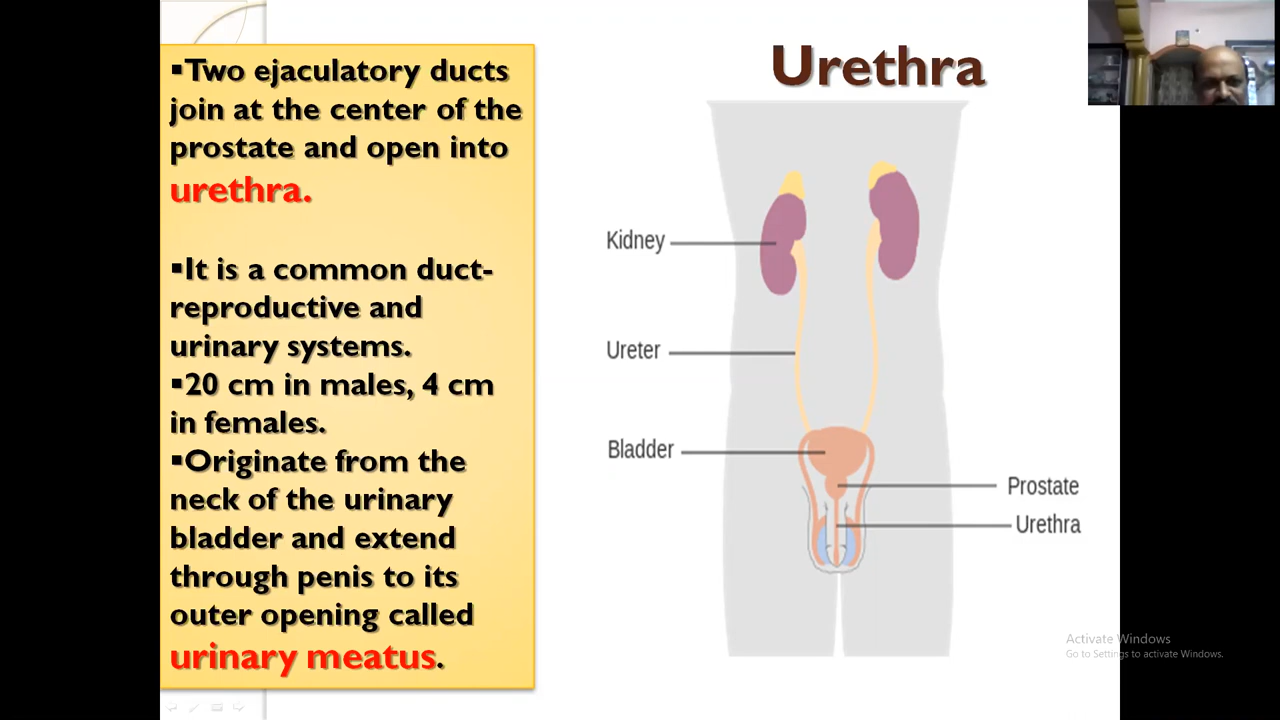 Urethra
▪Two ejaculatory ducts
join at the center of the
prostate and open into
urethra.
▪It is a common duct-
reproductive and
urinary systems.
▪20 cm in males, 4 cm
in females.
▪Originate from the
neck of the urinary
bladder and extend
through penis to its
outer opening called
urinary meatus.
Kidney
Ureter
Bladder
Prostate
Urethra
Activate Windows
Go to Settings to activate Windows.